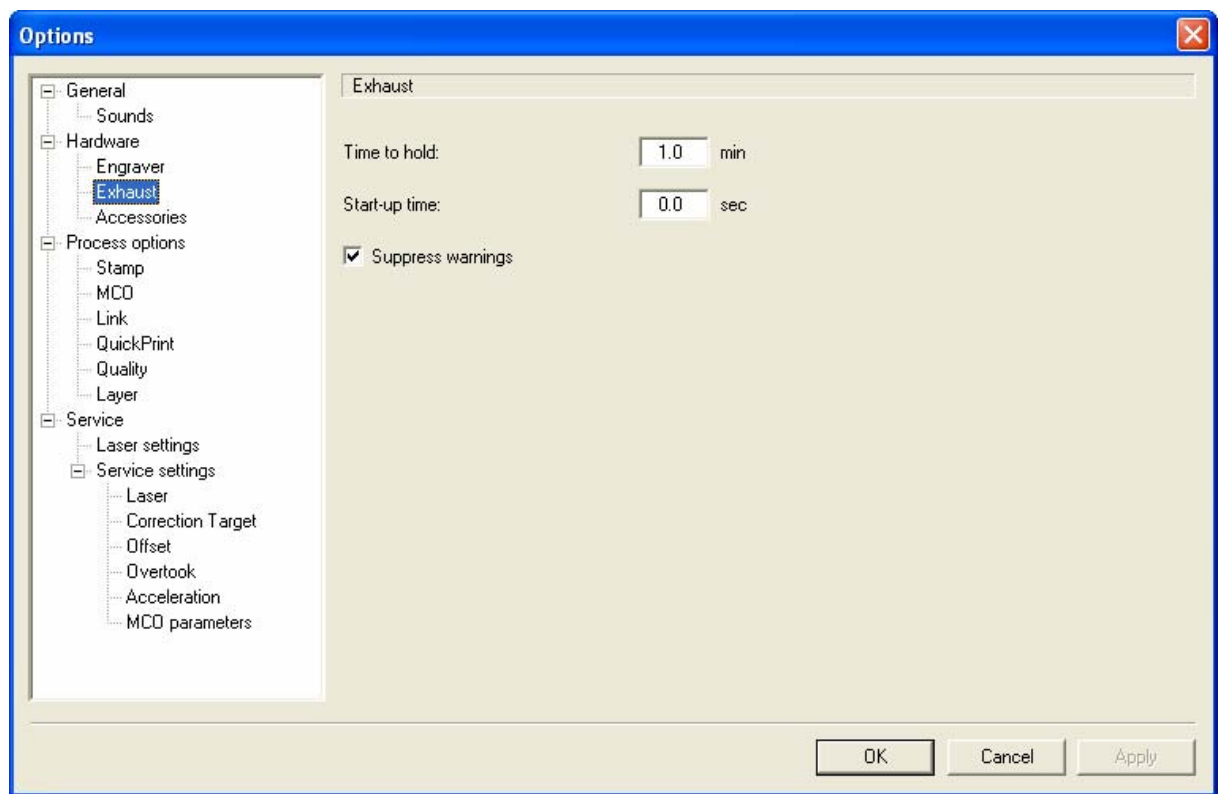 Options
General
Sounds
Hardware
Engraver
Exhaust
Accessories
Process options
Stamp
MCO
Link
QuickPrint
Quality
Layer
Service
Laser settings
Service settings
Laser
Correction Target
Offset
Overtook
Acceleration
MCO parameters
Exhaust
Time to hold: 1.0 min
Start-up time: 0.0 sec
Suppress warnings
OK Cancel Apply